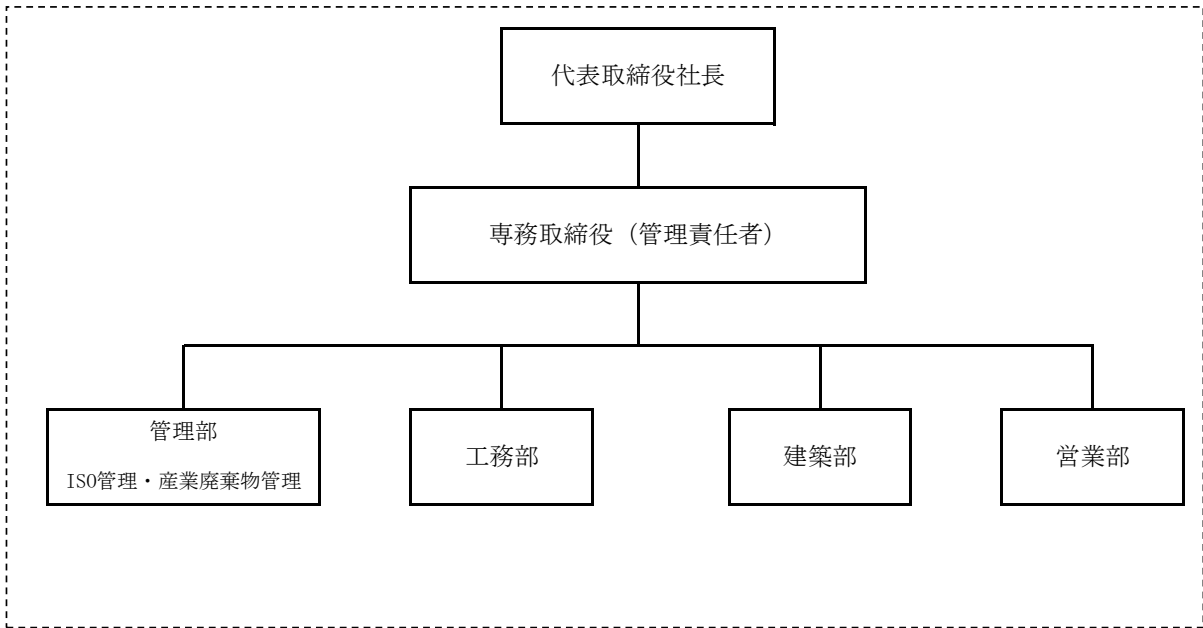 代表取締役社長
専務取締役（管理責任者）
管理部
ISO管理・産業廃棄物管理
工務部
建築部
営業部